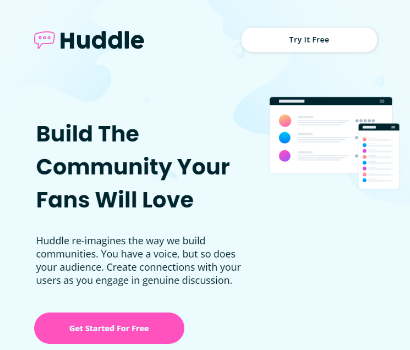 Huddle
Try It Free
Build The
Community Your
Fans Will Love
Huddle re-imagines the way we build
communities. You have a voice, but so does
your audience. Create connections with your
users as you engage in genuine discussion.
Get Started For Free